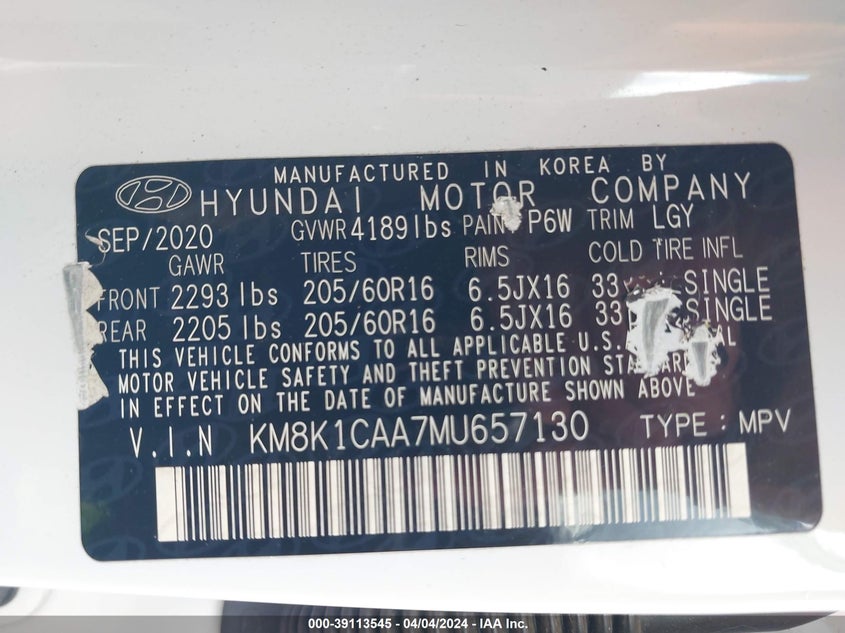 MANUFACTURED IN KOREA BY
HYUNDAI MOTOR COMPANY
SEP/2020 GVWR 4189 lbs P6W TRIM LGY
GAWR TIRES RIMS COLD TIRE INFL
FRONT 2293 lbs 205/60R16 6.5JX16 33 SINGLE
REAR 2205 lbs 205/60R16 6.5JX16 33 SINGLE
THIS VEHICLE CONFORMS TO ALL APPLICABLE U.S.
MOTOR VEHICLE SAFETY AND THEFT PREVENTION
IN EFFECT ON THE DATE OF MANUFACTURE SHOWN ABOVE
V.I.N KM8K1CAA7MU657130 TYPE : MPV
000-39113545 - 04/04/2024 - IAA Inc.